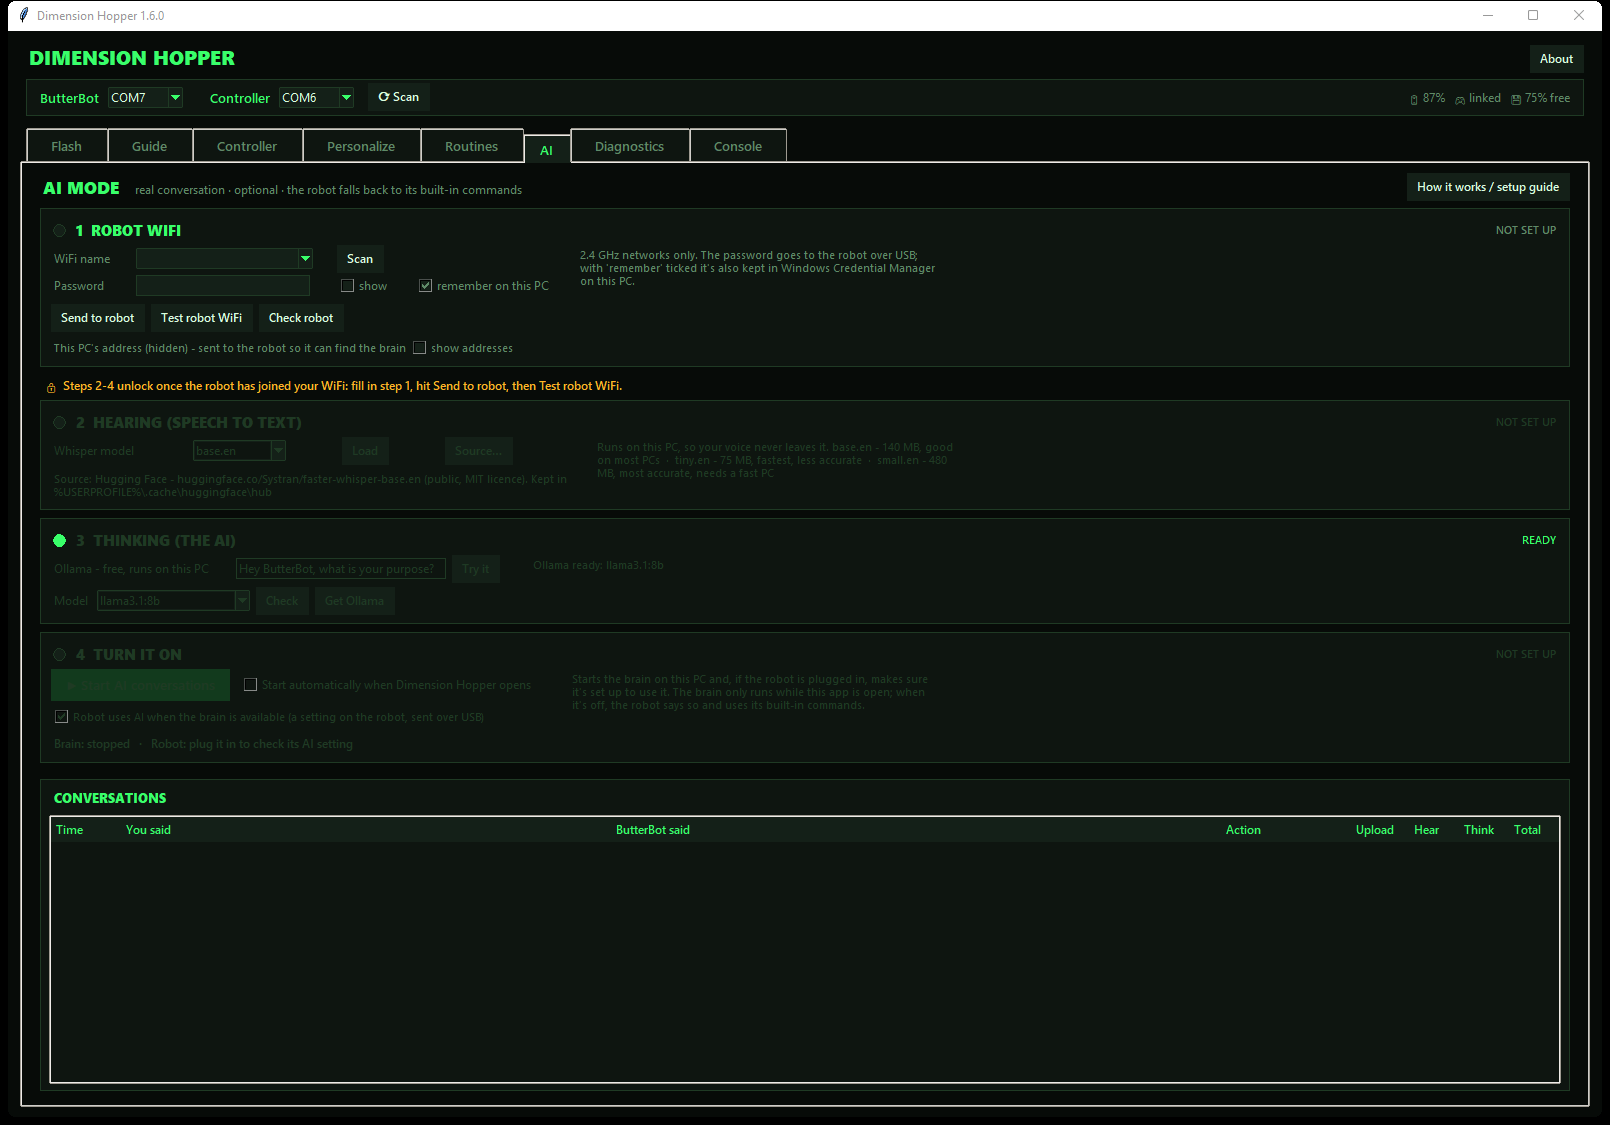 Dimension Hopper 1.6.0
DIMENSION HOPPER
About
ButterBot COM7 Controller COM6 Scan
87% linked 75% free
Flash Guide Controller Personalize Routines AI Diagnostics Console
AI MODE real conversation · optional · the robot falls back to its built-in commands
How it works / setup guide
1 ROBOT WIFI
NOT SET UP
WiFi name Scan
Password show remember on this PC
2.4 GHz networks only. The password goes to the robot over USB;
with 'remember' ticked it's also kept in Windows Credential Manager
on this PC.
Send to robot Test robot WiFi Check robot
This PC's address (hidden) - sent to the robot so it can find the brain show addresses
Steps 2-4 unlock once the robot has joined your WiFi: fill in step 1, hit Send to robot, then Test robot WiFi.
2 HEARING (SPEECH TO TEXT)
NOT SET UP
Whisper model base.en Load Source...
Runs on this PC, so your voice never leaves it. base.en - 140 MB, good
on most PCs · tiny.en - 75 MB, fastest, less accurate · small.en - 480
MB, most accurate, needs a fast PC
Source: Hugging Face - huggingface.co/Systran/faster-whisper-base.en (public, MIT licence). Kept in
%USERPROFILE%\.cache\huggingface\hub
3 THINKING (THE AI)
READY
Ollama - free, runs on this PC Hey ButterBot, what is your purpose? Try it
Ollama ready: llama3.1:8b
Model llama3.1:8b Check Get Ollama
4 TURN IT ON
NOT SET UP
Start automatically when Dimension Hopper opens
Starts the brain on this PC and, if the robot is plugged in, makes sure
it's set up to use it. The brain only runs while this app is open; when
it's off, the robot says so and uses its built-in commands.
Robot uses AI when the brain is available (a setting on the robot, sent over USB)
Brain: stopped · Robot: plug it in to check its AI setting
CONVERSATIONS
Time You said ButterBot said Action Upload Hear Think Total